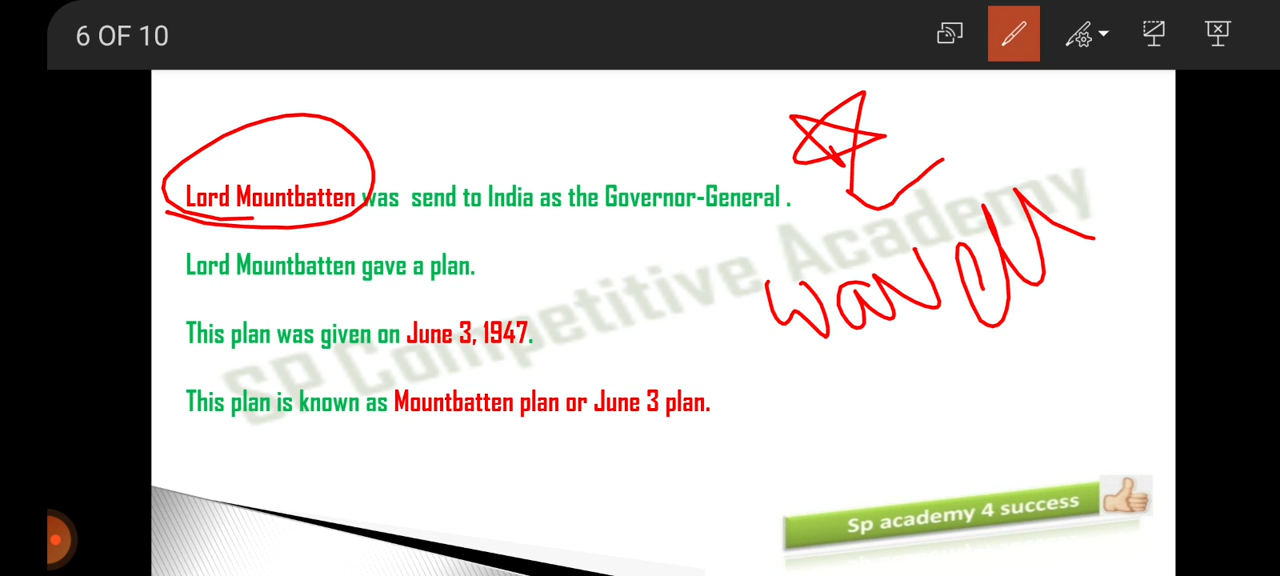 6 OF 10
Lord Mountbatten was send to India as the Governor-General .
wavell
Lord Mountbatten gave a plan.
This plan was given on June 3, 1947.
This plan is known as Mountbatten plan or June 3 plan.
SP Competitive Academy
Sp academy 4 success